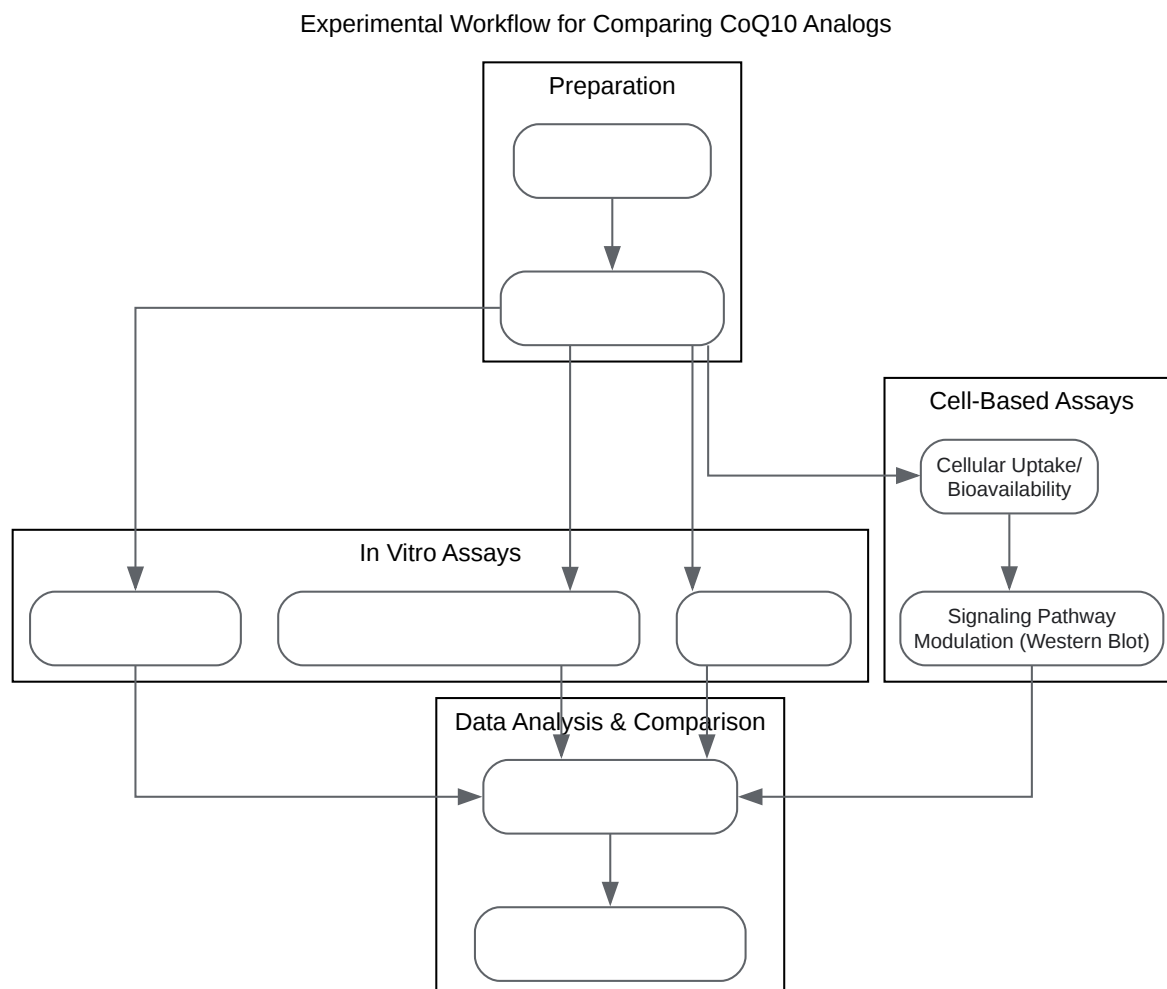 Experimental Workflow for Comparing CoQ10 Analogs
Preparation
Cell-Based Assays
Cellular Uptake/
Bioavailability
In Vitro Assays
Signaling Pathway
Modulation (Western Blot)
Data Analysis & Comparison